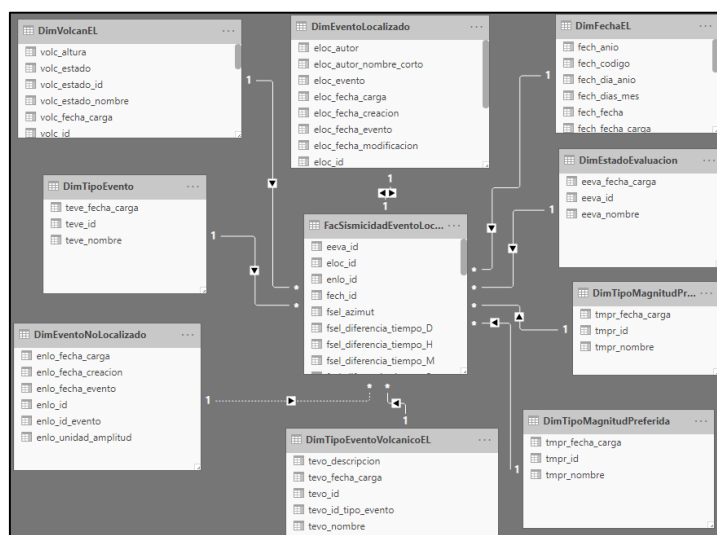 DimVolcanEL
volc_altura
volc_estado
volc_estado_id
volc_estado_nombre
volc_fecha_carga
volc_id
DimEventoLocalizado
eloc_autor
eloc_autor_nombre_corto
eloc_evento
eloc_fecha_carga
eloc_fecha_creacion
eloc_fecha_evento
eloc_fecha_modificacion
eloc_id
DimFechaEL
fech_anio
fech_codigo
fech_dia_anio
fech_dias_mes
fech_fecha
fech_fecha_carga
1
1
1
1
DimTipoEvento
teve_fecha_carga
teve_id
teve_nombre
1
DimEstadoEvaluacion
eeva_fecha_carga
eeva_id
eeva_nombre
1
FacSismicidadEventoLoc...
eeva_id
eloc_id
enlo_id
fech_id
fsel_azimut
fsel_diferencia_tiempo_D
fsel_diferencia_tiempo_H
fsel_diferencia_tiempo_M
*
*
*
*
*
*
DimTipoMagnitudPr...
tmpr_fecha_carga
tmpr_id
tmpr_nombre
1
DimEventoNoLocalizado
enlo_fecha_carga
enlo_fecha_creacion
enlo_fecha_evento
enlo_id
enlo_id_evento
enlo_unidad_amplitud
1
*
*
1
DimTipoEventoVolcanicoEL
tevo_descripcion
tevo_fecha_carga
tevo_id
tevo_id_tipo_evento
tevo_nombre
DimTipoMagnitudPreferida
tmpr_fecha_carga
tmpr_id
tmpr_nombre
1